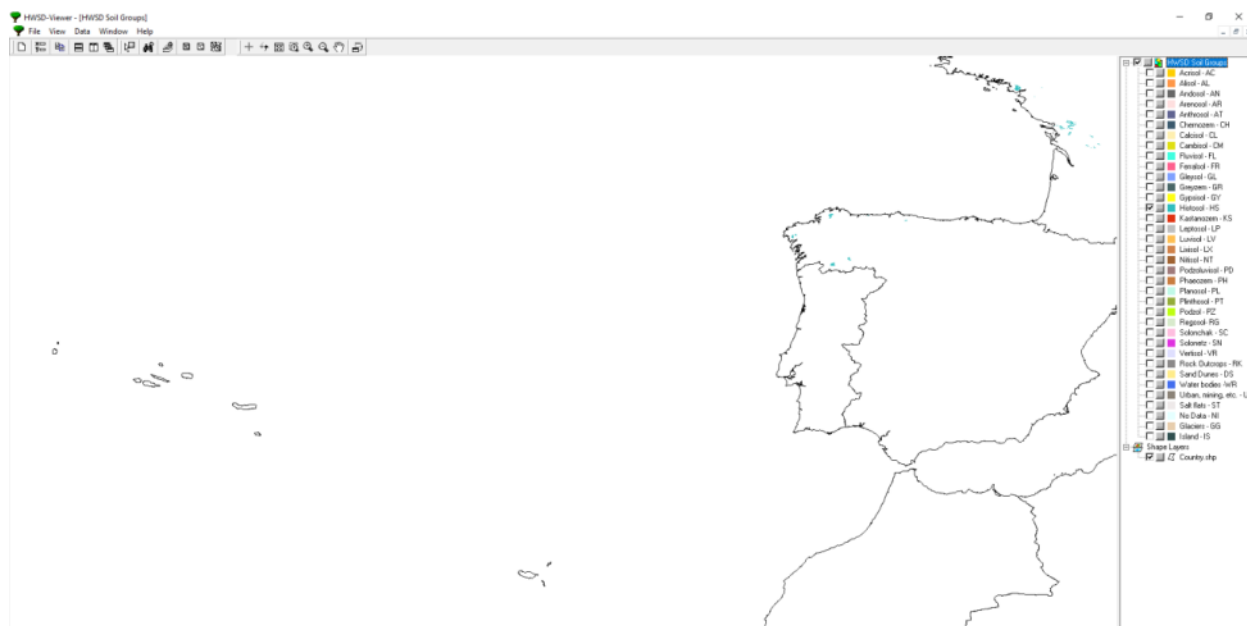 HWSD-Viewer - [HWSD Soil Groups]
File View Data Window Help
HWSD Soil Groups
Acrisol - AC
Alisol - AL
Andosol - AN
Arenosol - AR
Anthrosol - AT
Chernozem - CH
Calcisol - CL
Cambisol - CM
Fluvisol - FL
Ferralsol - FR
Gleysol - GL
Greyzem - GR
Gypsisol - GY
Histosol - HS
Kastanozem - KS
Leptosol - LP
Luvisol - LV
Lixisol - LX
Nitisol - NT
Podzoluvisol - PD
Phaeozem - PH
Planosol - PL
Plinthosol - PT
Podzol - PZ
Regosol - RG
Solonchak - SC
Solonetz - SN
Vertisol - VR
Rock Outcrops - RK
Sand Dunes - DS
Water bodies -WR
Urban, mining, etc. - U
Salt flats - ST
No Data - NI
Glaciers - GG
Island - IS
Shape Layers
Country.shp